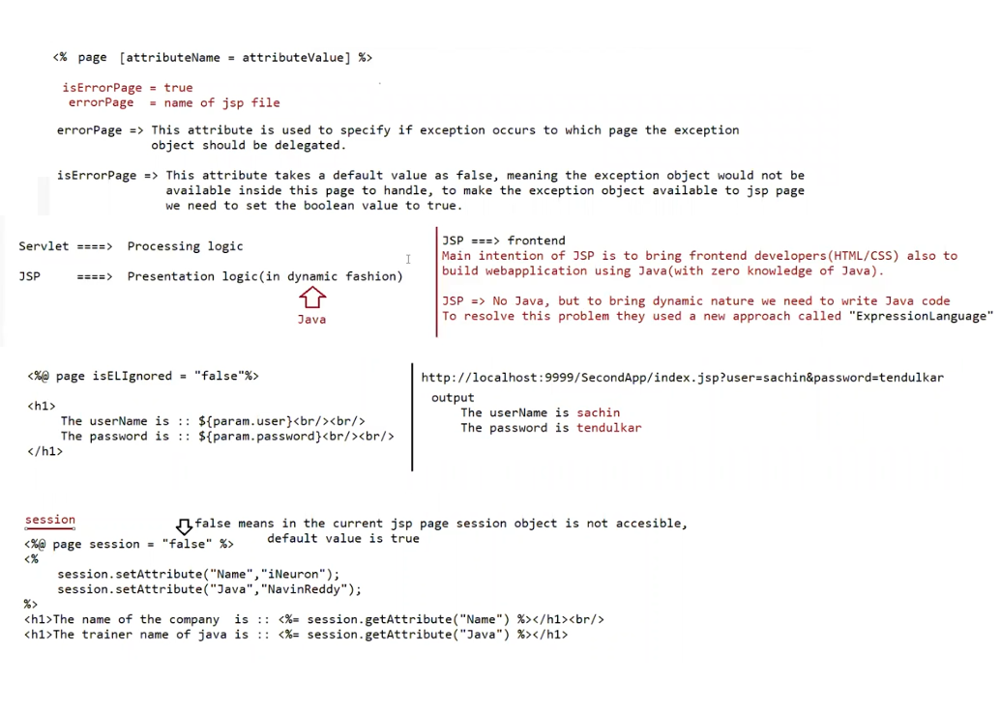 <% page [attributeName = attributeValue] %>
isErrorPage = true
errorPage = name of jsp file
errorPage => This attribute is used to specify if exception occurs to which page the exception
object should be delegated.
isErrorPage => This attribute takes a default value as false, meaning the exception object would not be
available inside this page to handle, to make the exception object available to jsp page
we need to set the boolean value to true.
Servlet ====> Processing logic
JSP ====> Presentation logic(in dynamic fashion)
Java
JSP ===> frontend
Main intention of JSP is to bring frontend developers(HTML/CSS) also to
build webapplication using Java(with zero knowledge of Java).
JSP => No Java, but to bring dynamic nature we need to write Java code
To resolve this problem they used a new approach called "ExpressionLanguage"
<%@ page isELIgnored = "false"%>
<h1>
The userName is :: ${param.user}<br/><br/>
The password is :: ${param.password}<br/><br/>
</h1>
http://localhost:9999/SecondApp/index.jsp?user=sachin&password=tendulkar
output
The userName is sachin
The password is tendulkar
session
false means in the current jsp page session object is not accesible,
default value is true
<%@ page session = "false" %>
<%
session.setAttribute("Name","iNeuron");
session.setAttribute("Java","NavinReddy");
%>
<h1>The name of the company is :: <%= session.getAttribute("Name") %></h1><br/>
<h1>The trainer name of java is :: <%= session.getAttribute("Java") %></h1>